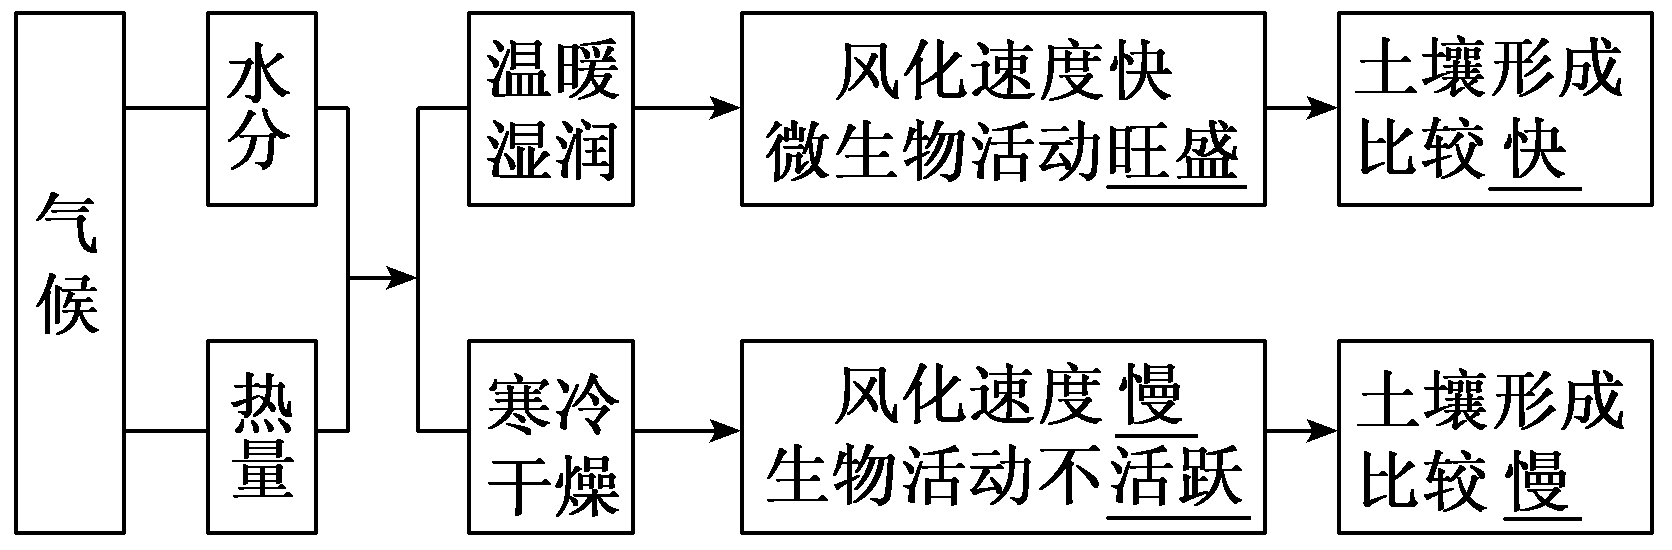 气候
水分
热量
温暖
湿润
风化速度快
微生物活动旺盛
土壤形成
比较快
寒冷
干燥
风化速度慢
生物活动不活跃
土壤形成
比较慢